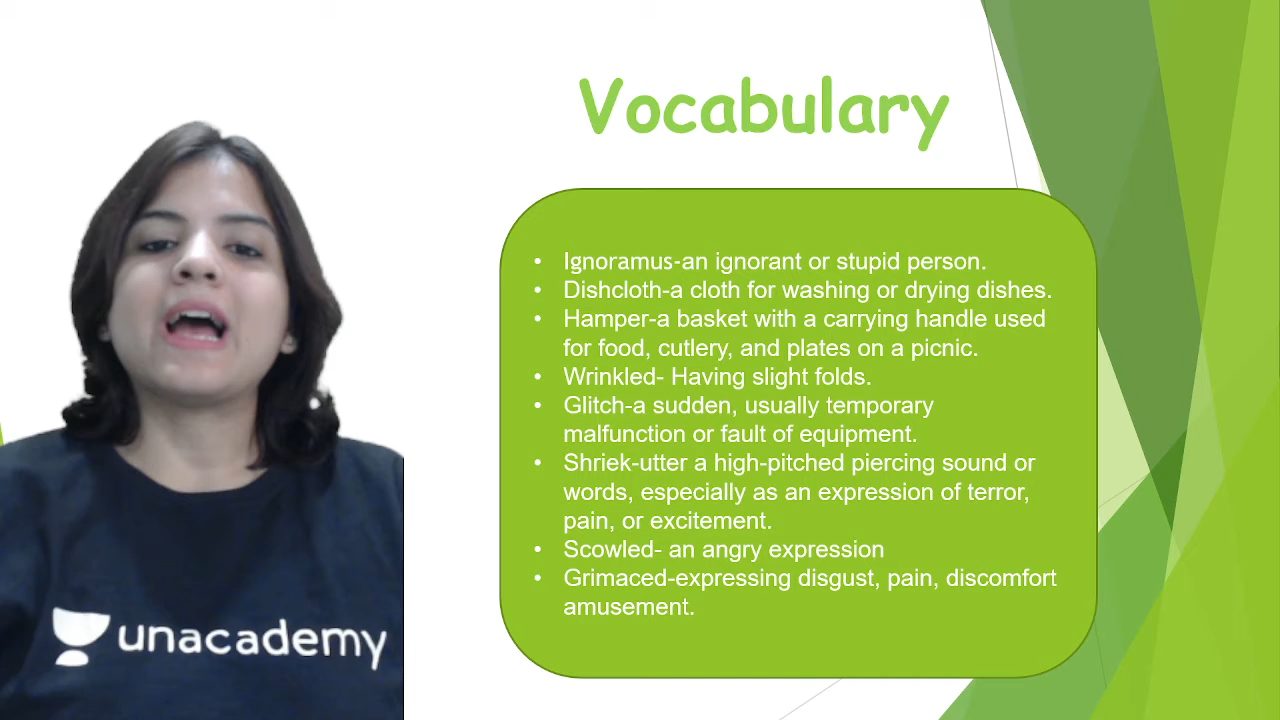 Vocabulary
• Ignoramus-an ignorant or stupid person.
• Dishcloth-a cloth for washing or drying dishes.
• Hamper-a basket with a carrying handle used
for food, cutlery, and plates on a picnic.
• Wrinkled- Having slight folds.
• Glitch-a sudden, usually temporary
malfunction or fault of equipment.
• Shriek-utter a high-pitched piercing sound or
words, especially as an expression of terror,
pain, or excitement.
• Scowled- an angry expression
• Grimaced-expressing disgust, pain, discomfort
amusement.
unacademy